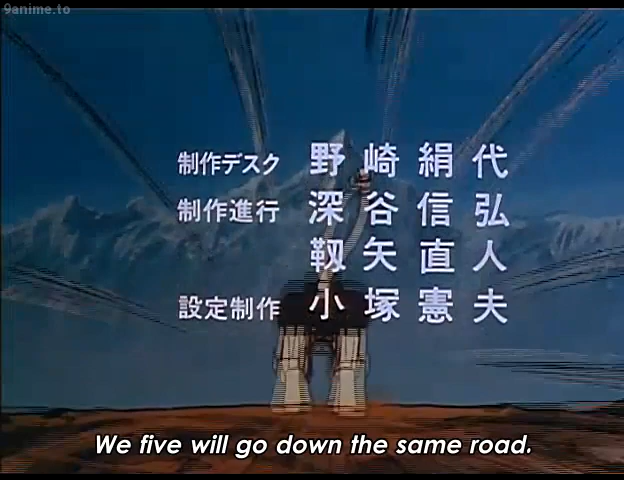 9anime.to
制作デスク 野崎絹代
制作進行 深谷信弘
靱矢直人
設定制作 小塚憲夫
We five will go down the same road.